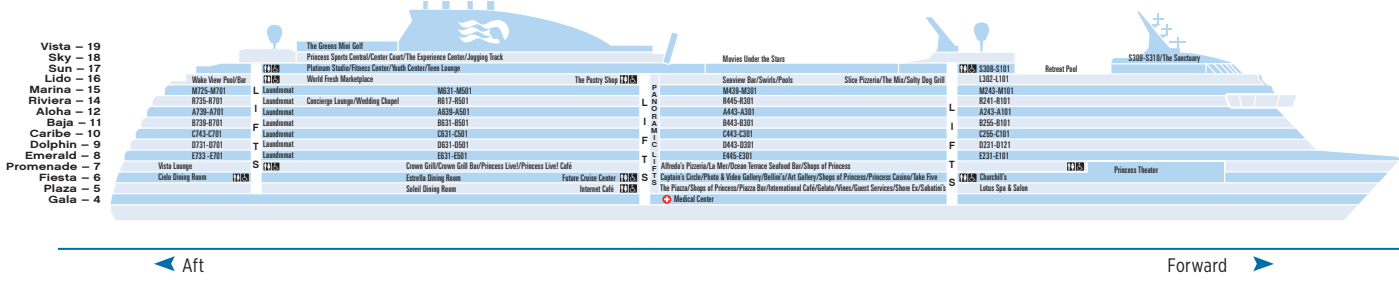 Vista – 19 The Greens Mini Golf
Sky – 18 Princess Sports Central/Center Court/The Experience Center/Jogging Track Movies Under the Stars S309-S310/The Sanctuary
Sun – 17 Platinum Studio/Fitness Center/Youth Center/Teen Lounge S308-S101 Retreat Pool
Lido – 16 Wake View Pool/Bar World Fresh Marketplace The Pastry Shop Seaview Bar/Swirls/Pools Slice Pizzeria/The Mix/Salty Dog Grill L302-L101
Marina – 15 M725-M701 Laundromat M631-M501 M439-M301 M243-M101
Riviera – 14 R735-R701 Laundromat Concierge Lounge/Wedding Chapel R617-R501 R445-R301 R241-R101
Aloha – 12 A739-A701 Laundromat A639-A501 A443-A301 A243-A101
Baja – 11 B739-B701 Laundromat B631-B501 B443-B301 B255-B101
Caribe – 10 C743-C701 Laundromat C631-C501 C443-C301 C255-C101
Dolphin – 9 D731-D701 Laundromat D631-D501 D443-D301 D231-D121
Emerald – 8 E733 -E701 Laundromat E631-E501 E445-E301 E231-E101
Promenade – 7 Vista Lounge Crown Grill/Crown Grill Bar/Princess Live!/Princess Live! Café Alfredo's Pizzeria/La Mer/Ocean Terrace Seafood Bar/Shops of Princess
Fiesta – 6 Cielo Dining Room Estrella Dining Room Future Cruise Center Captain's Circle/Photo & Video Gallery/Bellini's/Art Gallery/Shops of Princess/Princess Casino/Take Five Churchill's Princess Theater
Plaza – 5 Soleil Dining Room Internet Café The Piazza/Shops of Princess/Piazza Bar/International Café/Gelato/Vines/Guest Services/Shore Ex/Sabatini's Lotus Spa & Salon
Gala – 4 Medical Center
LIFTS
LIFTS
PANORAMIC LIFTS
LIFTS
Aft Forward